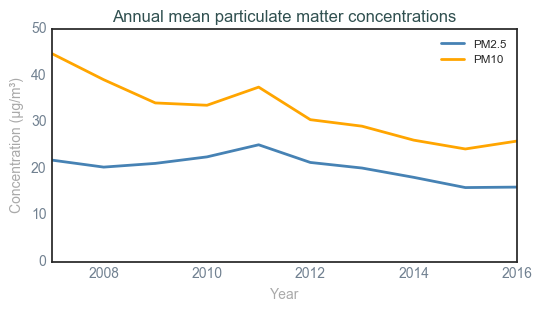 Annual mean particulate matter concentrations
50
40
30
20
10
0
Concentration (µg/m³)
PM2.5
PM10
2008 2010 2012 2014 2016
Year